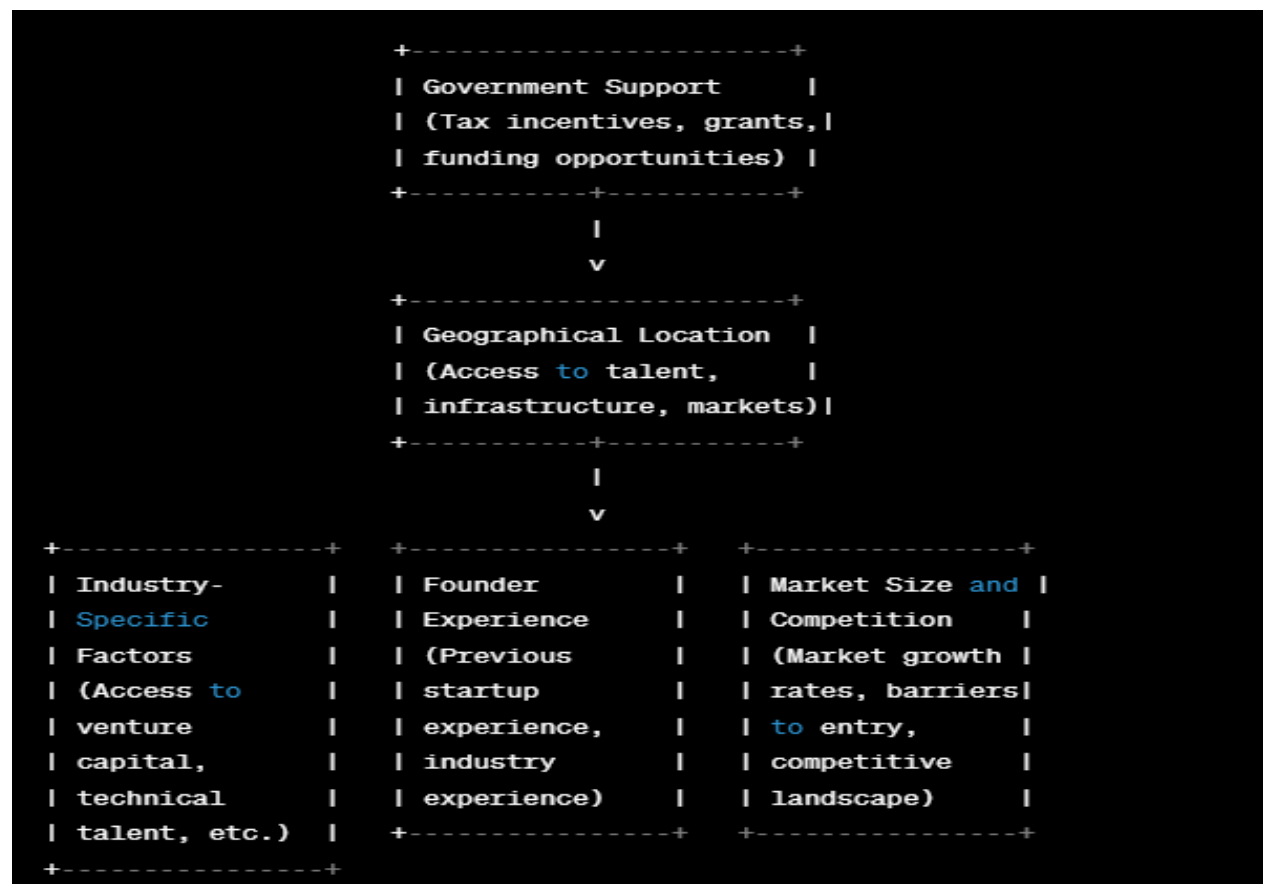 +-----------------------+
| Government Support      |
| (Tax incentives, grants,|
| funding opportunities) |
+-----------+-----------+
|
v
+-----------------------+
| Geographical Location  |
| (Access to talent,      |
| infrastructure, markets)|
+-----------+-----------+
|
v
+----------------+   +----------------+   +----------------+
| Industry-       |   | Founder         |   | Market Size and |
| Specific        |   | Experience      |   | Competition     |
| Factors         |   | (Previous       |   | (Market growth |
| (Access to      |   | startup         |   | rates, barriers|
| venture         |   | experience,     |   | to entry,       |
| capital,        |   | industry        |   | competitive     |
| technical       |   | experience)     |   | landscape)      |
| talent, etc.)   |   +----------------+   +----------------+
+----------------+